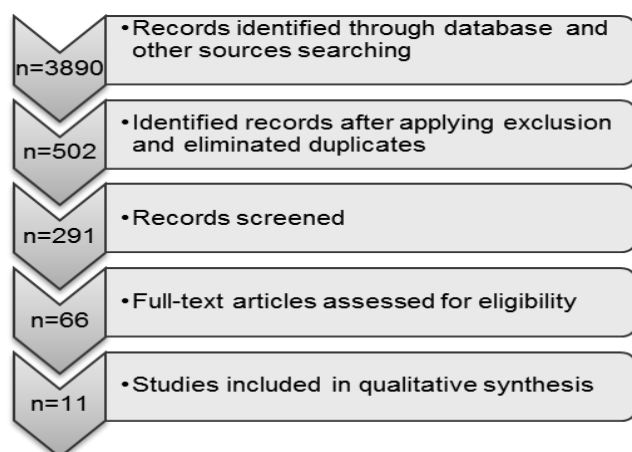 n=3890
•Records identified through database and
other sources searching
n=502
•Identified records after applying exclusion
and eliminated duplicates
n=291
•Records screened
n=66
•Full-text articles assessed for eligibility
n=11
•Studies included in qualitative synthesis